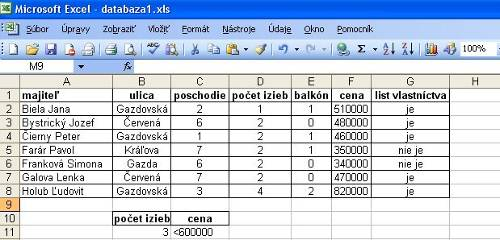 Microsoft Excel - databaza1.xls
Súbor Úpravy Zobraziť Vložiť Formát Nástroje Údaje Okno Pomocník
Σ 100%
M9 fx
A B C D E F G H
1 majiteľ ulica poschodie počet izieb balkón cena list vlastníctva
2 Biela Jana Gazdovská 2 1 1 510000 je
3 Bystrický Jozef Červená 6 2 0 480000 je
4 Čierny Peter Gazdovská 1 2 1 460000 je
5 Farár Pavol Kráľova 7 2 1 350000 nie je
6 Franková Simona Gazda 6 2 0 340000 nie je
7 Galova Lenka Červená 7 2 0 470000 je
8 Holub Ľudovit Gazdovská 3 4 2 820000 je
9
10 počet izieb cena
11 3 <600000